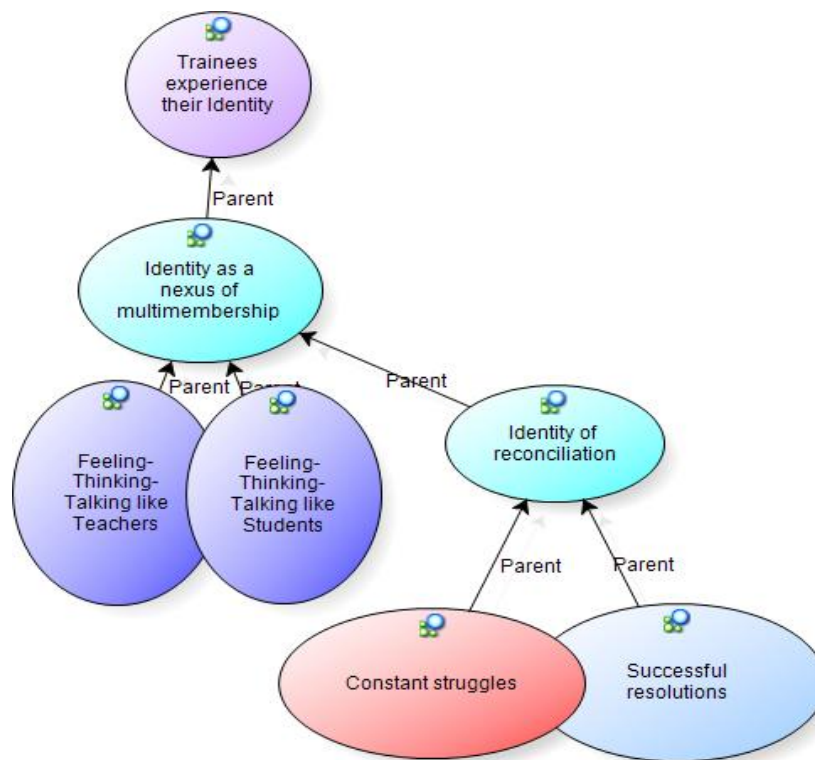 Trainees
experience
their Identity
Parent
Identity as a
nexus of
multimembership
Parent
Parent
Parent
Feeling-
Thinking-
Talking like
Teachers
Feeling-
Thinking-
Talking like
Students
Identity of
reconciliation
Parent
Parent
Constant struggles
Successful
resolutions